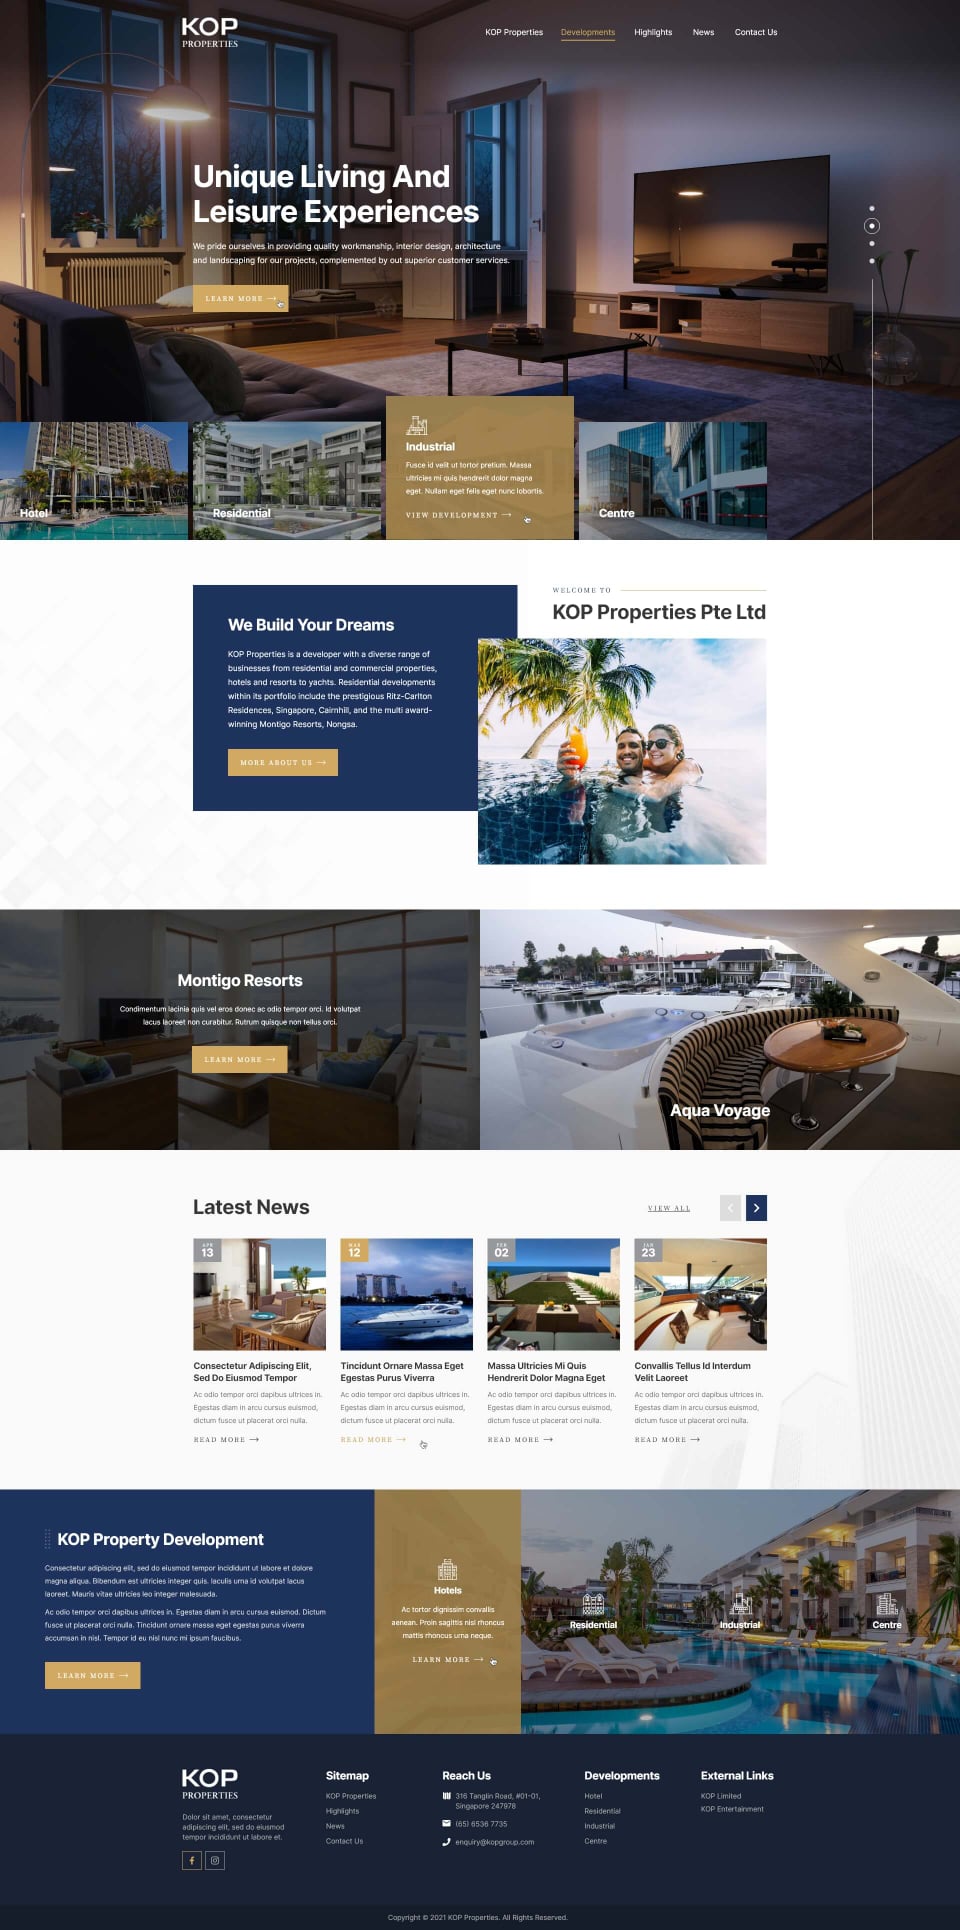 KOP
PROPERTIES
KOP Properties
Developments
Highlights
News
Contact Us
Unique Living And
Leisure Experiences
We pride ourselves in providing quality workmanship, interior design, architecture
and landscaping for our projects, complemented by out superior customer services.
LEARN MORE
Hotel
Residential
Industrial
Fusce id velit ut tortor pretium. Massa
ultricies mi quis hendrerit dolor magna
eget. Nullam eget felis eget nunc lobortis.
VIEW DEVELOPMENT
Centre
We Build Your Dreams
KOP Properties is a developer with a diverse range of
businesses from residential and commercial properties,
hotels and resorts to yachts. Residential developments
within its portfolio include the prestigious Ritz-Carlton
Residences, Singapore, Cairnhill, and the multi award-
winning Montigo Resorts, Nongsa.
MORE ABOUT US
WELCOME TO
KOP Properties Pte Ltd
Montigo Resorts
Condimentum lacinia quis vel eros donec ac odio tempor orci. Id volutpat
lacus laoreet non curabitur. Rutrum quisque non tellus orci.
LEARN MORE
Aqua Voyage
Latest News
VIEW ALL
APR
13
Consectetur Adipiscing Elit,
Sed Do Eiusmod Tempor
Ac odio tempor orci dapibus ultrices in.
Egestas diam in arcu cursus euismod,
dictum fusce ut placerat orci nulla.
READ MORE
MAR
12
Tincidunt Ornare Massa Eget
Egestas Purus Viverra
Ac odio tempor orci dapibus ultrices in.
Egestas diam in arcu cursus euismod,
dictum fusce ut placerat orci nulla.
READ MORE
FEB
02
Massa Ultricies Mi Quis
Hendrerit Dolor Magna Eget
Ac odio tempor orci dapibus ultrices in.
Egestas diam in arcu cursus euismod,
dictum fusce ut placerat orci nulla.
READ MORE
JAN
23
Convallis Tellus Id Interdum
Velit Laoreet
Ac odio tempor orci dapibus ultrices in.
Egestas diam in arcu cursus euismod,
dictum fusce ut placerat orci nulla.
READ MORE
KOP Property Development
Consectetur adipiscing elit, sed do eiusmod tempor incididunt ut labore et dolore
magna aliqua. Bibendum est ultricies integer quis. Iaculis urna id volutpat lacus
laoreet. Mauris vitae ultricies leo integer malesuada.
Ac odio tempor orci dapibus ultrices in. Egestas diam in arcu cursus euismod. Dictum
fusce ut placerat orci nulla. Tincidunt ornare massa eget egestas purus viverra
accumsan in nisl. Tempor id eu nisl nunc mi ipsum faucibus.
LEARN MORE
Hotels
Ac tortor dignissim convallis
aenean. Proin sagittis nisl rhoncus
mattis rhoncus urna neque.
LEARN MORE
Residential
Industrial
Centre
KOP
PROPERTIES
Dolor sit amet, consectetur
adipiscing elit, sed do eiusmod
tempor incididunt ut labore et.
Sitemap
KOP Properties
Highlights
News
Contact Us
Reach Us
316 Tanglin Road, #01-01,
Singapore 247978
(65) 6536 7735
enquiry@kopgroup.com
Developments
Hotel
Residential
Industrial
Centre
External Links
KOP Limited
KOP Entertainment
Copyright © 2021 KOP Properties. All Rights Reserved.